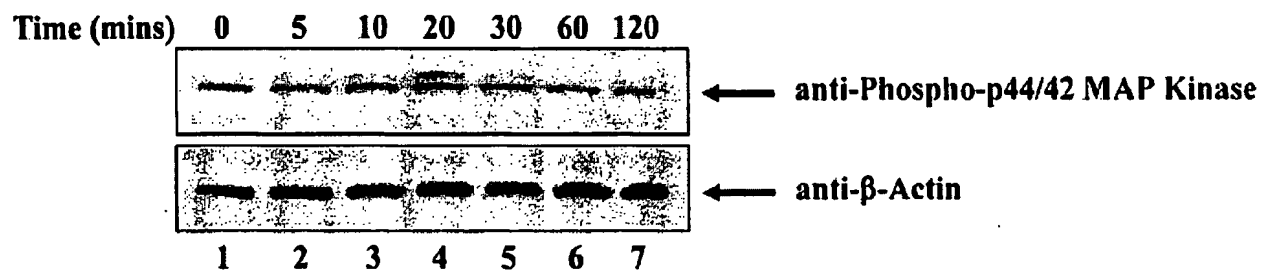 Time (mins) 0 5 10 20 30 60 120
anti-Phospho-p44/42 MAP Kinase
anti-β-Actin
1 2 3 4 5 6 7